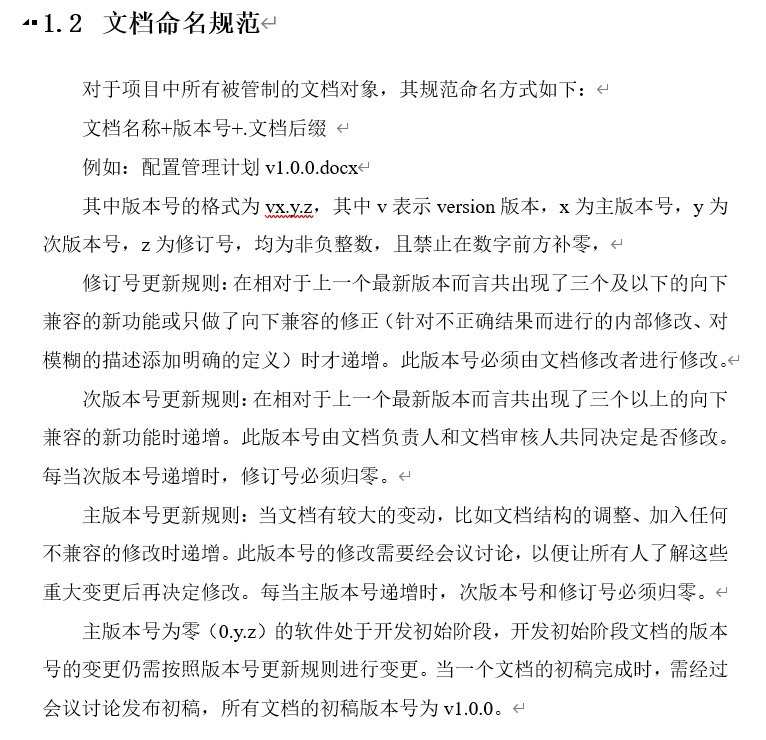 1.2 文档命名规范
对于项目中所有被管制的文档对象，其规范命名方式如下：
文档名称+版本号+.文档后缀
例如：配置管理计划 v1.0.0.docx
其中版本号的格式为 vx.y.z，其中 v 表示 version 版本，x 为主版本号，y 为
次版本号，z 为修订号，均为非负整数，且禁止在数字前方补零，
修订号更新规则：在相对于上一个最新版本而言共出现了三个及以下的向下
兼容的新功能或只做了向下兼容的修正（针对不正确结果而进行的内部修改、对
模糊的描述添加明确的定义）时才递增。此版本号必须由文档修改者进行修改。
次版本号更新规则：在相对于上一个最新版本而言共出现了三个以上的向下
兼容的新功能时递增。此版本号由文档负责人和文档审核人共同决定是否修改。
每当次版本号递增时，修订号必须归零。
主版本号更新规则：当文档有较大的变动，比如文档结构的调整、加入任何
不兼容的修改时递增。此版本号的修改需要经会议讨论，以便让所有人了解这些
重大变更后再决定修改。每当主版本号递增时，次版本号和修订号必须归零。
主版本号为零（0.y.z）的软件处于开发初始阶段，开发初始阶段文档的版本
号的变更仍需按照版本号更新规则进行变更。当一个文档的初稿完成时，需经过
会议讨论发布初稿，所有文档的初稿版本号为 v1.0.0。